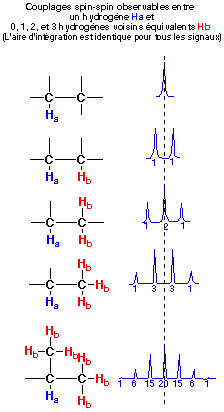 Couplages spin-spin observables entre
un hydrogéne Ha et
0, 1, 2, et 3 hydrogénes voisins équivalents Hb
(L'aire d'intégration est identique pour tous les signaux)
C C
Ha
C C
Ha Hb
1 1
Hb
C C Hb
Ha
1 2 1
Hb
C C Hb
Ha Hb
1 3 3 1
Hb
Hb C Hb Hb
C C Hb
Ha Hb
1 6 15 20 15 6 1